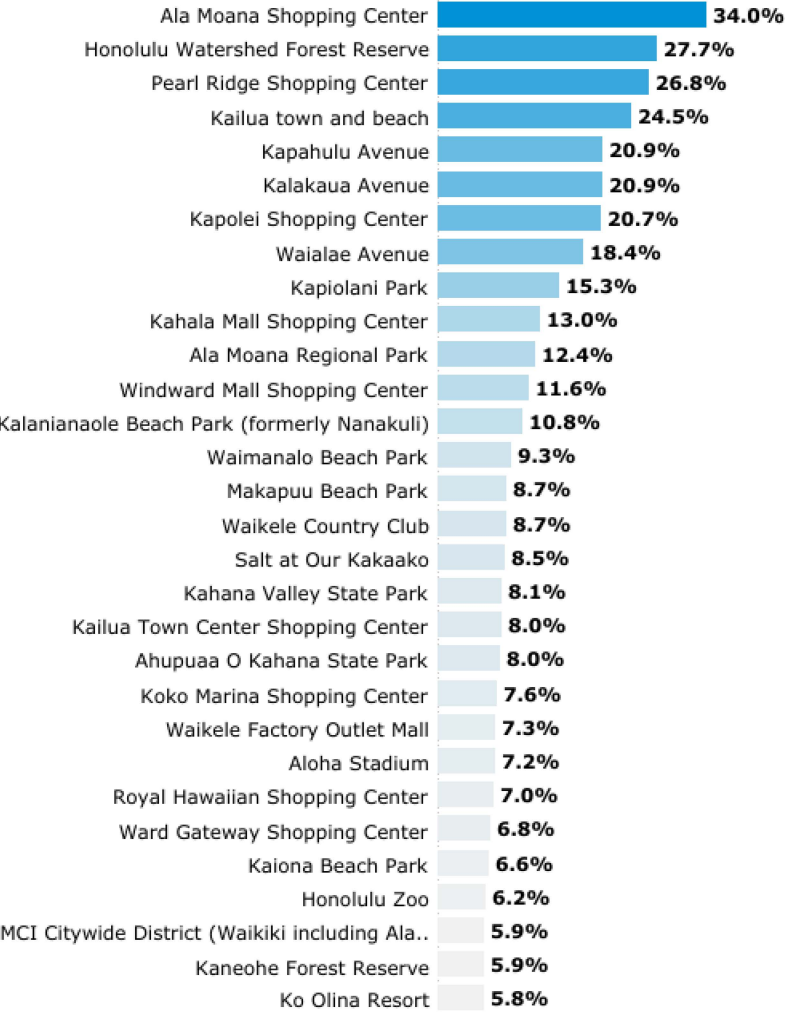 Ala Moana Shopping Center 34.0%
Honolulu Watershed Forest Reserve 27.7%
Pearl Ridge Shopping Center 26.8%
Kailua town and beach 24.5%
Kapahulu Avenue 20.9%
Kalakaua Avenue 20.9%
Kapolei Shopping Center 20.7%
Waialae Avenue 18.4%
Kapiolani Park 15.3%
Kahala Mall Shopping Center 13.0%
Ala Moana Regional Park 12.4%
Windward Mall Shopping Center 11.6%
Kalanianaole Beach Park (formerly Nanakuli) 10.8%
Waimanalo Beach Park 9.3%
Makapuu Beach Park 8.7%
Waikele Country Club 8.7%
Salt at Our Kakaako 8.5%
Kahana Valley State Park 8.1%
Kailua Town Center Shopping Center 8.0%
Ahupuaa O Kahana State Park 8.0%
Koko Marina Shopping Center 7.6%
Waikele Factory Outlet Mall 7.3%
Aloha Stadium 7.2%
Royal Hawaiian Shopping Center 7.0%
Ward Gateway Shopping Center 6.8%
Kaiona Beach Park 6.6%
Honolulu Zoo 6.2%
MCI Citywide District (Waikiki including Ala.. 5.9%
Kaneohe Forest Reserve 5.9%
Ko Olina Resort 5.8%